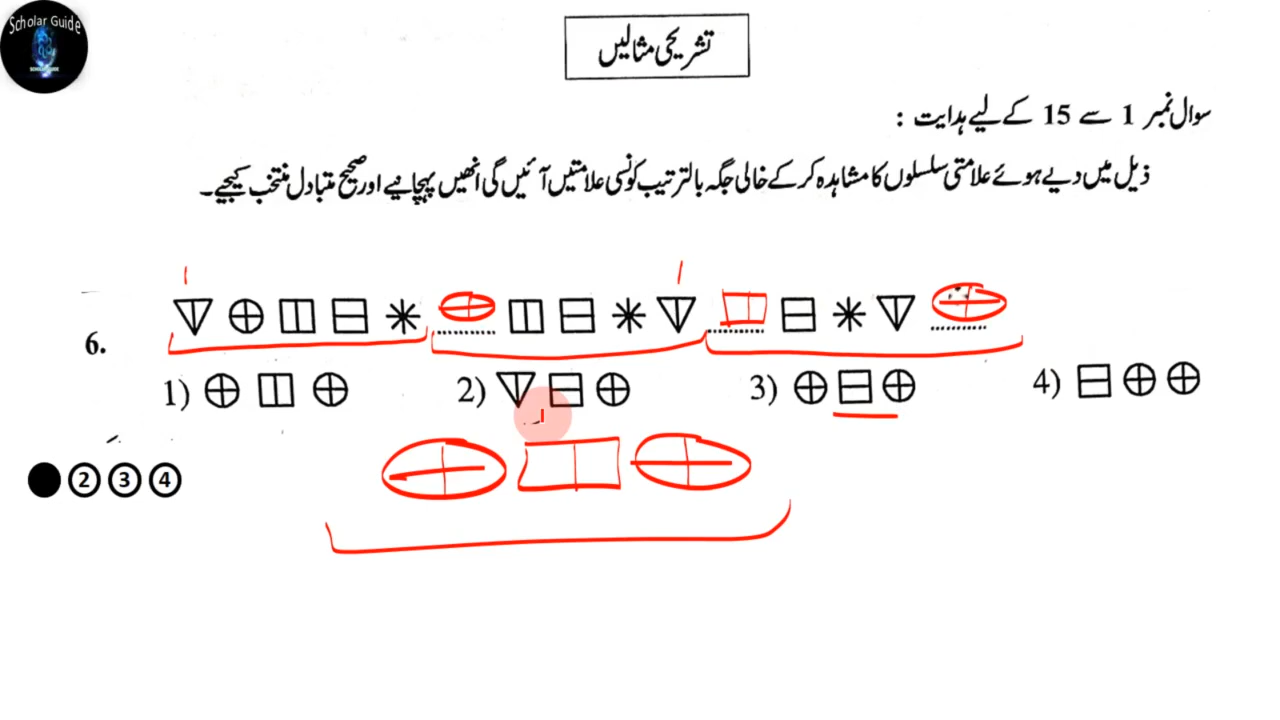 Scholar Guide
SCHOLAR GUIDE
تشریحی مثالیں
سوال نمبر 1 سے 15 کے لیے ہدایت :
ذیل میں دیے ہوئے علامتی سلسلوں کا مشاہدہ کر کے خالی جگہ بالترتیب کونسی علامتیں آئیں گی انھیں پہچانیے اور صحیح متبادل منتخب کیجیے۔
6.
1) 2) 3) 4)
2 3 4